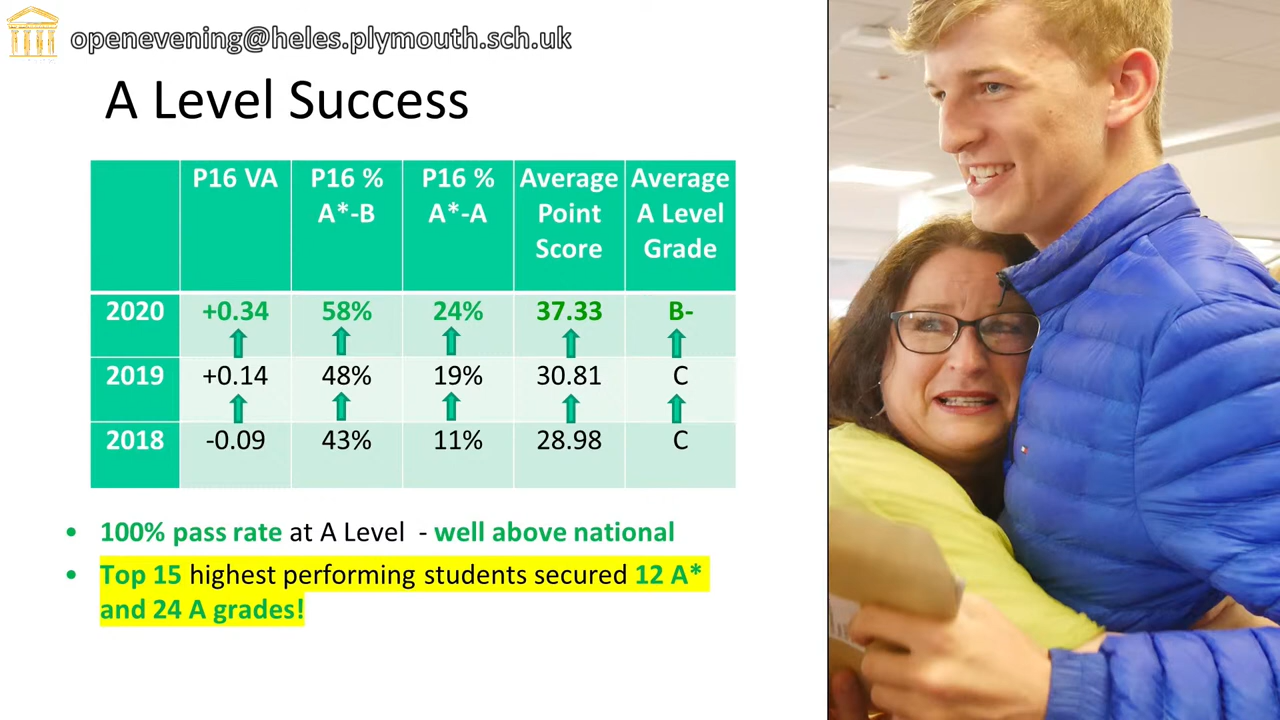 openevening@heles.plymouth.sch.uk
A Level Success
P16 VA P16 % A*-B P16 % A*-A Average Point Score Average A Level Grade
2020 +0.34 58% 24% 37.33 B-
2019 +0.14 48% 19% 30.81 C
2018 -0.09 43% 11% 28.98 C
• 100% pass rate at A Level - well above national
• Top 15 highest performing students secured 12 A*
and 24 A grades!